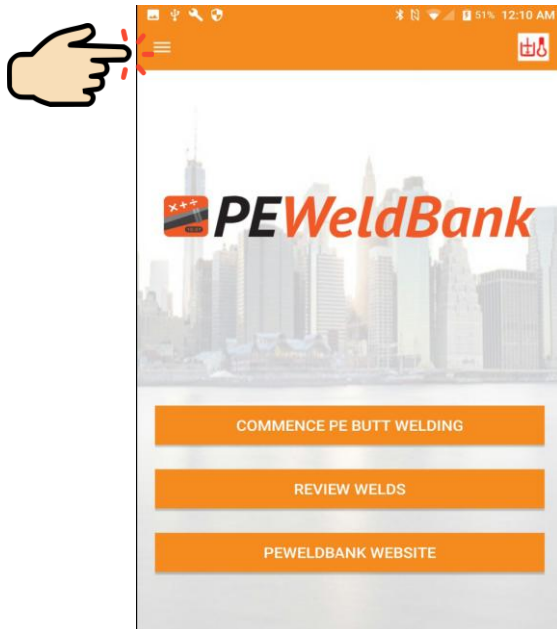 51% 12:10 AM
PEWeldBank
COMMENCE PE BUTT WELDING
REVIEW WELDS
PEWELDBANK WEBSITE